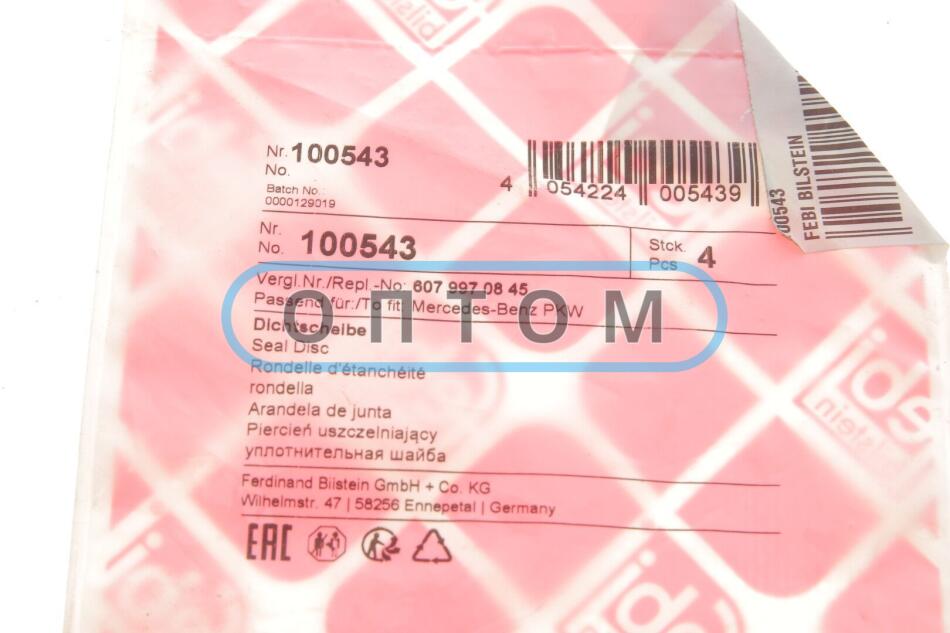 Nr. 100543
No.
Batch No.:
0000129019
4 054224 005439
Nr.
No. 100543
Stck.
Pcs 4
Vergl.Nr./Repl.-No: 607 997 08 45
Passend für:/To fit: Mercedes-Benz PKW
ОПТОМ
Dichtscheibe
Seal Disc
Rondelle d'étanchéité
rondella
Arandela de junta
Piercień uszczelniający
уплотнительная шайба
Ferdinand Bilstein GmbH + Co. KG
Wilhelmstr. 47 | 58256 Ennepetal | Germany
EAC
FEBI BILSTEIN
00543
febi
bilstein